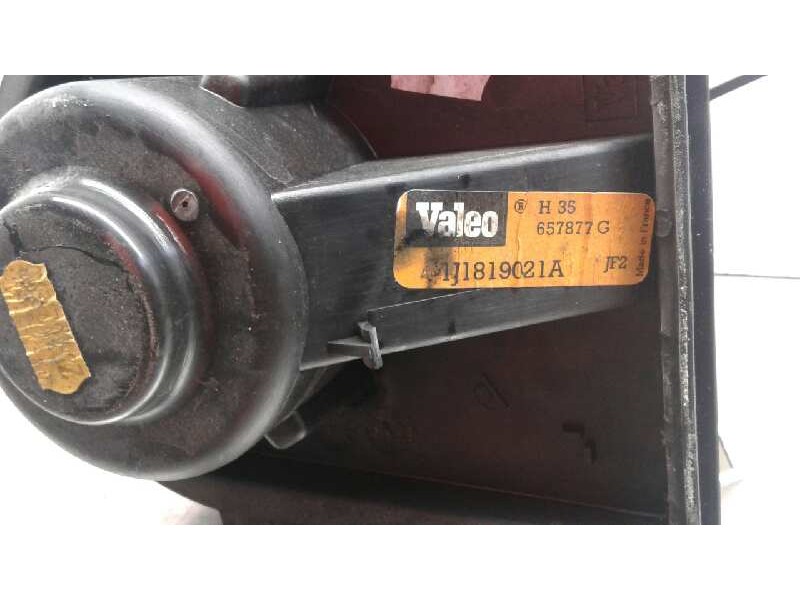 Valeo ® H 35
657877 G
1J1819021A JF2
Made in France